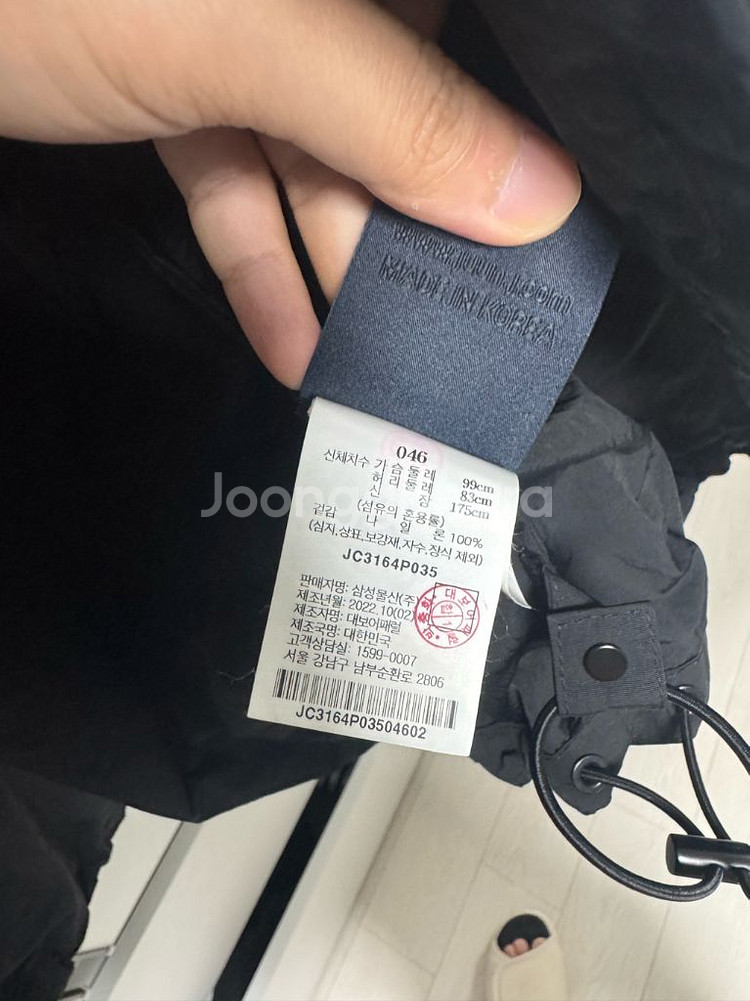 MADE IN KOREA
046
신체치수 가슴둘레 99cm
허리둘레 83cm
신장 175cm
(섬유의 혼용률)
겉감 나일론 100%
(심지,상표,보강재,자수,장식 제외)
JC3164P035
판매자명: 삼성물산(주)
제조년월: 2022.10(02)
제조자명: 대보어패럴
제조국명: 대한민국
고객상담실: 1599-0007
서울 강남구 남부순환로 2806
JC3164P03504602